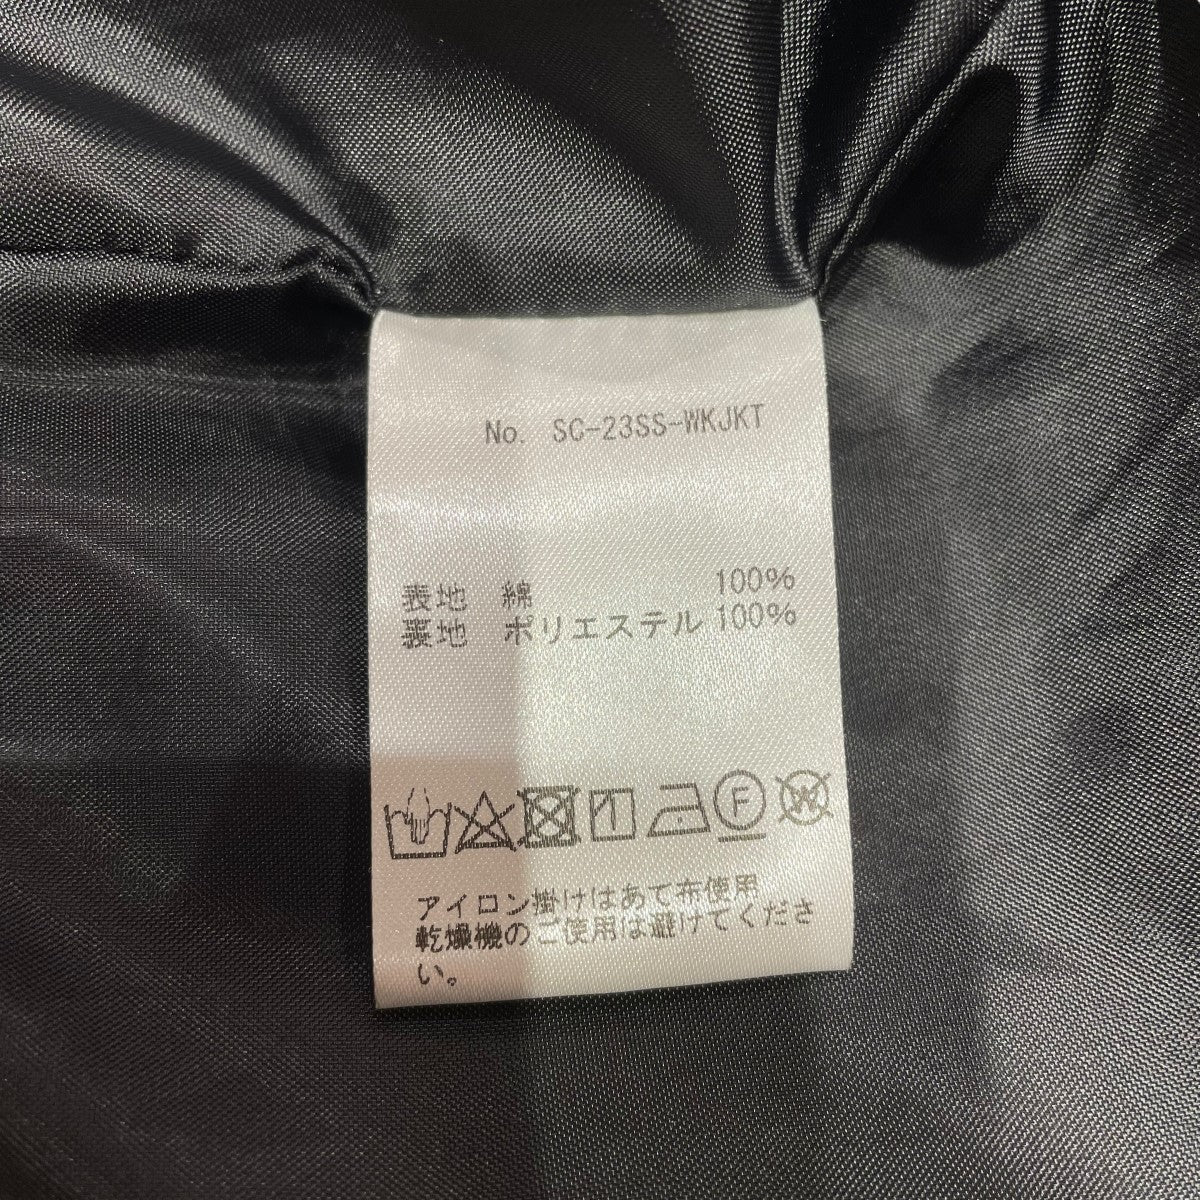 No. SC-23SS-WKJKT
表地 綿 100%
裏地 ポリエステル 100%
F W
アイロン掛けはあて布使用
乾燥機のご使用は避けてくださ
い。